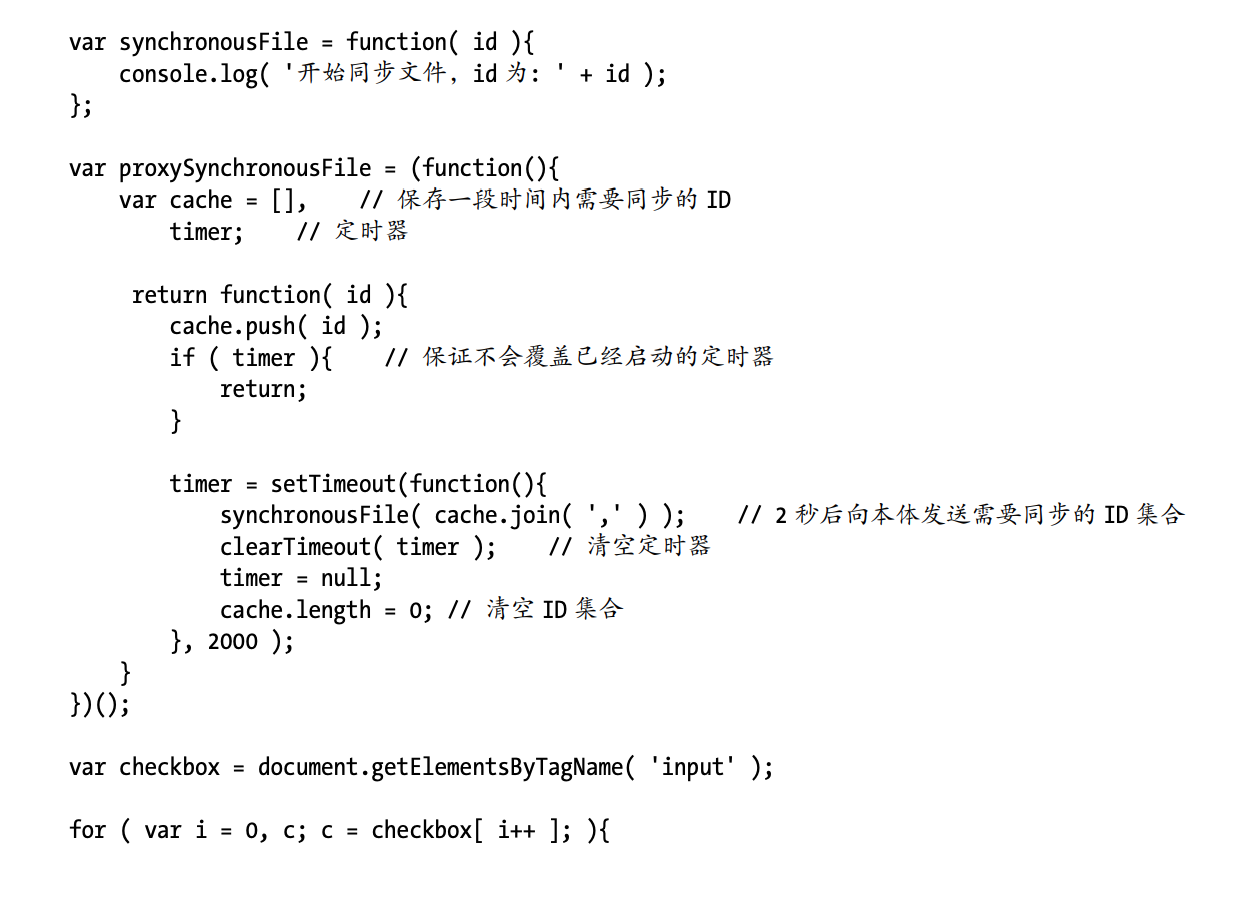 var synchronousFile = function( id ){
    console.log( '开始同步文件，id 为: ' + id );
};
var proxySynchronousFile = (function(){
    var cache = [],    // 保存一段时间内需要同步的 ID
        timer;    // 定时器
     return function( id ){
        cache.push( id );
        if ( timer ){    // 保证不会覆盖已经启动的定时器
            return;
        }
        timer = setTimeout(function(){
            synchronousFile( cache.join( ',' ) );    // 2 秒后向本体发送需要同步的 ID 集合
            clearTimeout( timer );    // 清空定时器
            timer = null;
            cache.length = 0; // 清空 ID 集合
        }, 2000 );
    }
})();
var checkbox = document.getElementsByTagName( 'input' );
for ( var i = 0, c; c = checkbox[ i++ ]; ){